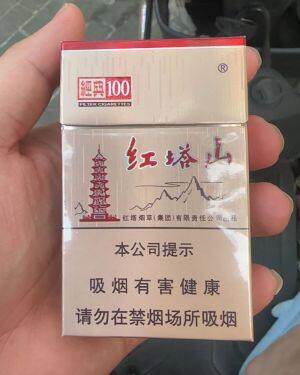 經典100
FILTER CIGARETTES
®
红塔山
红塔烟草(集团)有限责任公司出品
本公司提示
吸烟有害健康
请勿在禁烟场所吸烟